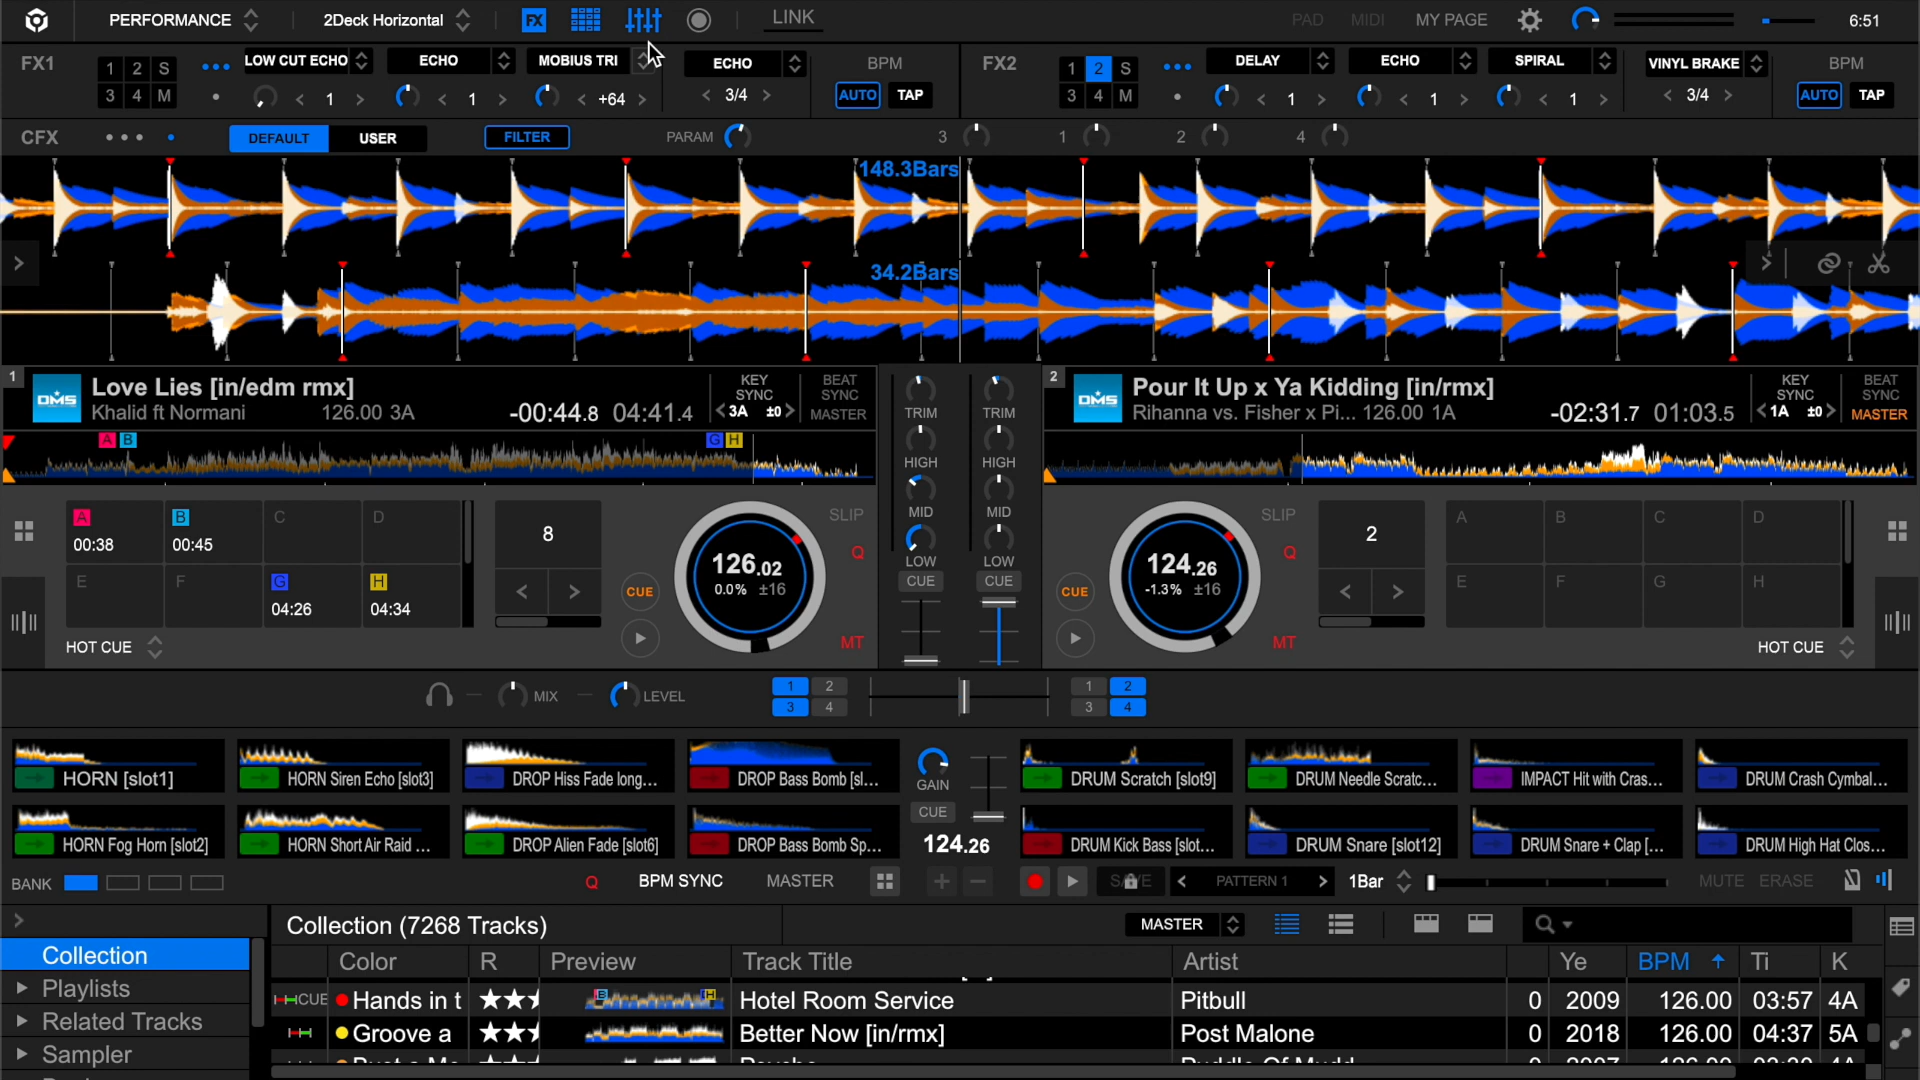 PERFORMANCE 2Deck Horizontal FX LINK PAD MIDI MY PAGE 6:51
FX1 1 2 S 3 4 M LOW CUT ECHO 1 ECHO 1 MOBIUS TRI +64 ECHO 3/4 BPM AUTO TAP
FX2 1 2 S 3 4 M DELAY 1 ECHO 1 SPIRAL 1 VINYL BRAKE 3/4 BPM AUTO TAP
CFX DEFAULT USER FILTER PARAM 3 1 2 4
148.3Bars
34.2Bars
1 DMS Love Lies [in/edm rmx]
Khalid ft Normani 126.00 3A -00:44.8 04:41.4
KEY SYNC 3A ±0 BEAT SYNC MASTER
A B G H
TRIM TRIM
HIGH HIGH
MID MID
LOW LOW
CUE CUE
2 DMS Pour It Up x Ya Kidding [in/rmx]
Rihanna vs. Fisher x Pi... 126.00 1A -02:31.7 01:03.5
KEY SYNC 1A ±0 BEAT SYNC MASTER
A 00:38 B 00:45 C D
E F G 04:26 H 04:34
HOT CUE
8
CUE
126.02
0.0% ±16
SLIP
Q
MT
CUE
124.26
-1.3% ±16
SLIP
Q
MT
2
A B C D
E F G H
HOT CUE
MIX LEVEL 1 2 3 4 1 2 3 4
HORN [slot1] HORN Siren Echo [slot3] DROP Hiss Fade long... DROP Bass Bomb [sl...
GAIN
DRUM Scratch [slot9] DRUM Needle Scratc... IMPACT Hit with Cras... DRUM Crash Cymbal...
HORN Fog Horn [slot2] HORN Short Air Raid ... DROP Alien Fade [slot6] DROP Bass Bomb Sp...
CUE
124.26
DRUM Kick Bass [slot... DRUM Snare [slot12] DRUM Snare + Clap [... DRUM High Hat Clos...
BANK Q BPM SYNC MASTER SAVE PATTERN 1 1Bar MUTE ERASE
Collection (7268 Tracks) MASTER
Collection
Playlists
Related Tracks
Sampler
Color R Preview Track Title Artist Ye BPM Ti K
CUE Hands in t Hotel Room Service Pitbull 0 2009 126.00 03:57 4A
Groove a Better Now [in/rmx] Post Malone 0 2018 126.00 04:37 5A